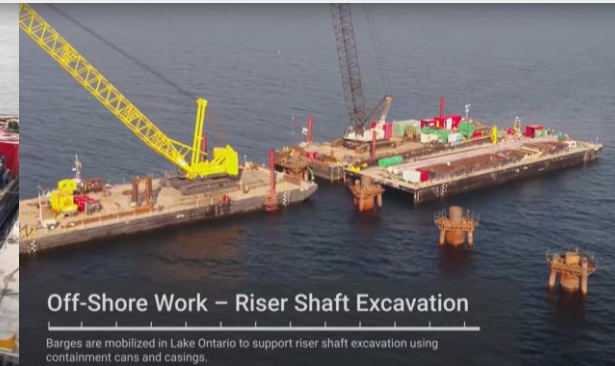 Off-Shore Work – Riser Shaft Excavation
Barges are mobilized in Lake Ontario to support riser shaft excavation using
containment cans and casings.